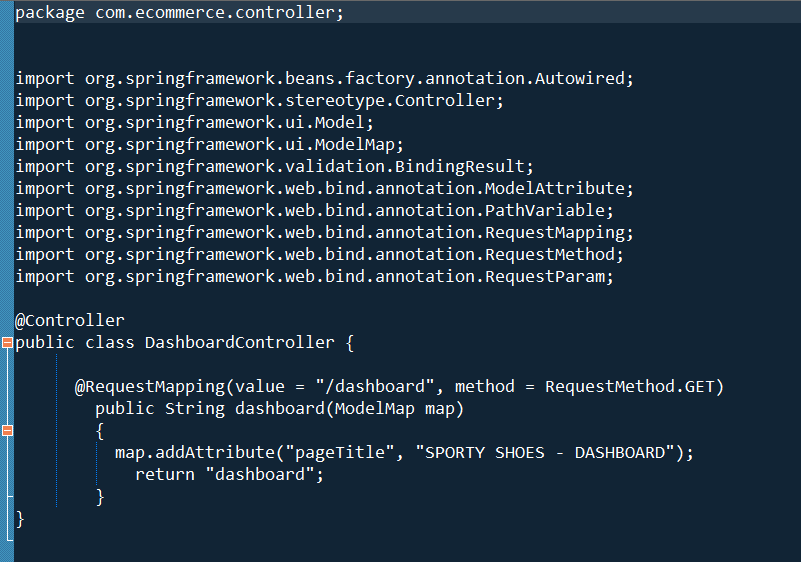 package com.ecommerce.controller;
import org.springframework.beans.factory.annotation.Autowired;
import org.springframework.stereotype.Controller;
import org.springframework.ui.Model;
import org.springframework.ui.ModelMap;
import org.springframework.validation.BindingResult;
import org.springframework.web.bind.annotation.ModelAttribute;
import org.springframework.web.bind.annotation.PathVariable;
import org.springframework.web.bind.annotation.RequestMapping;
import org.springframework.web.bind.annotation.RequestMethod;
import org.springframework.web.bind.annotation.RequestParam;
@Controller
public class DashboardController {
@RequestMapping(value = "/dashboard", method = RequestMethod.GET)
public String dashboard(ModelMap map)
{
map.addAttribute("pageTitle", "SPORTY SHOES - DASHBOARD");
return "dashboard";
}
}